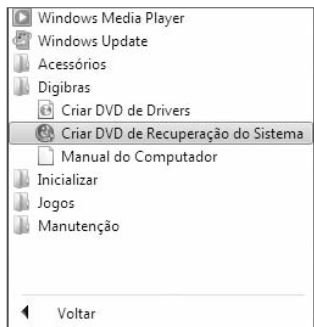 Windows Media Player
Windows Update
Acessórios
Digibras
Criar DVD de Drivers
Criar DVD de Recuperação do Sistema
Manual do Computador
Inicializar
Jogos
Manutenção
Voltar